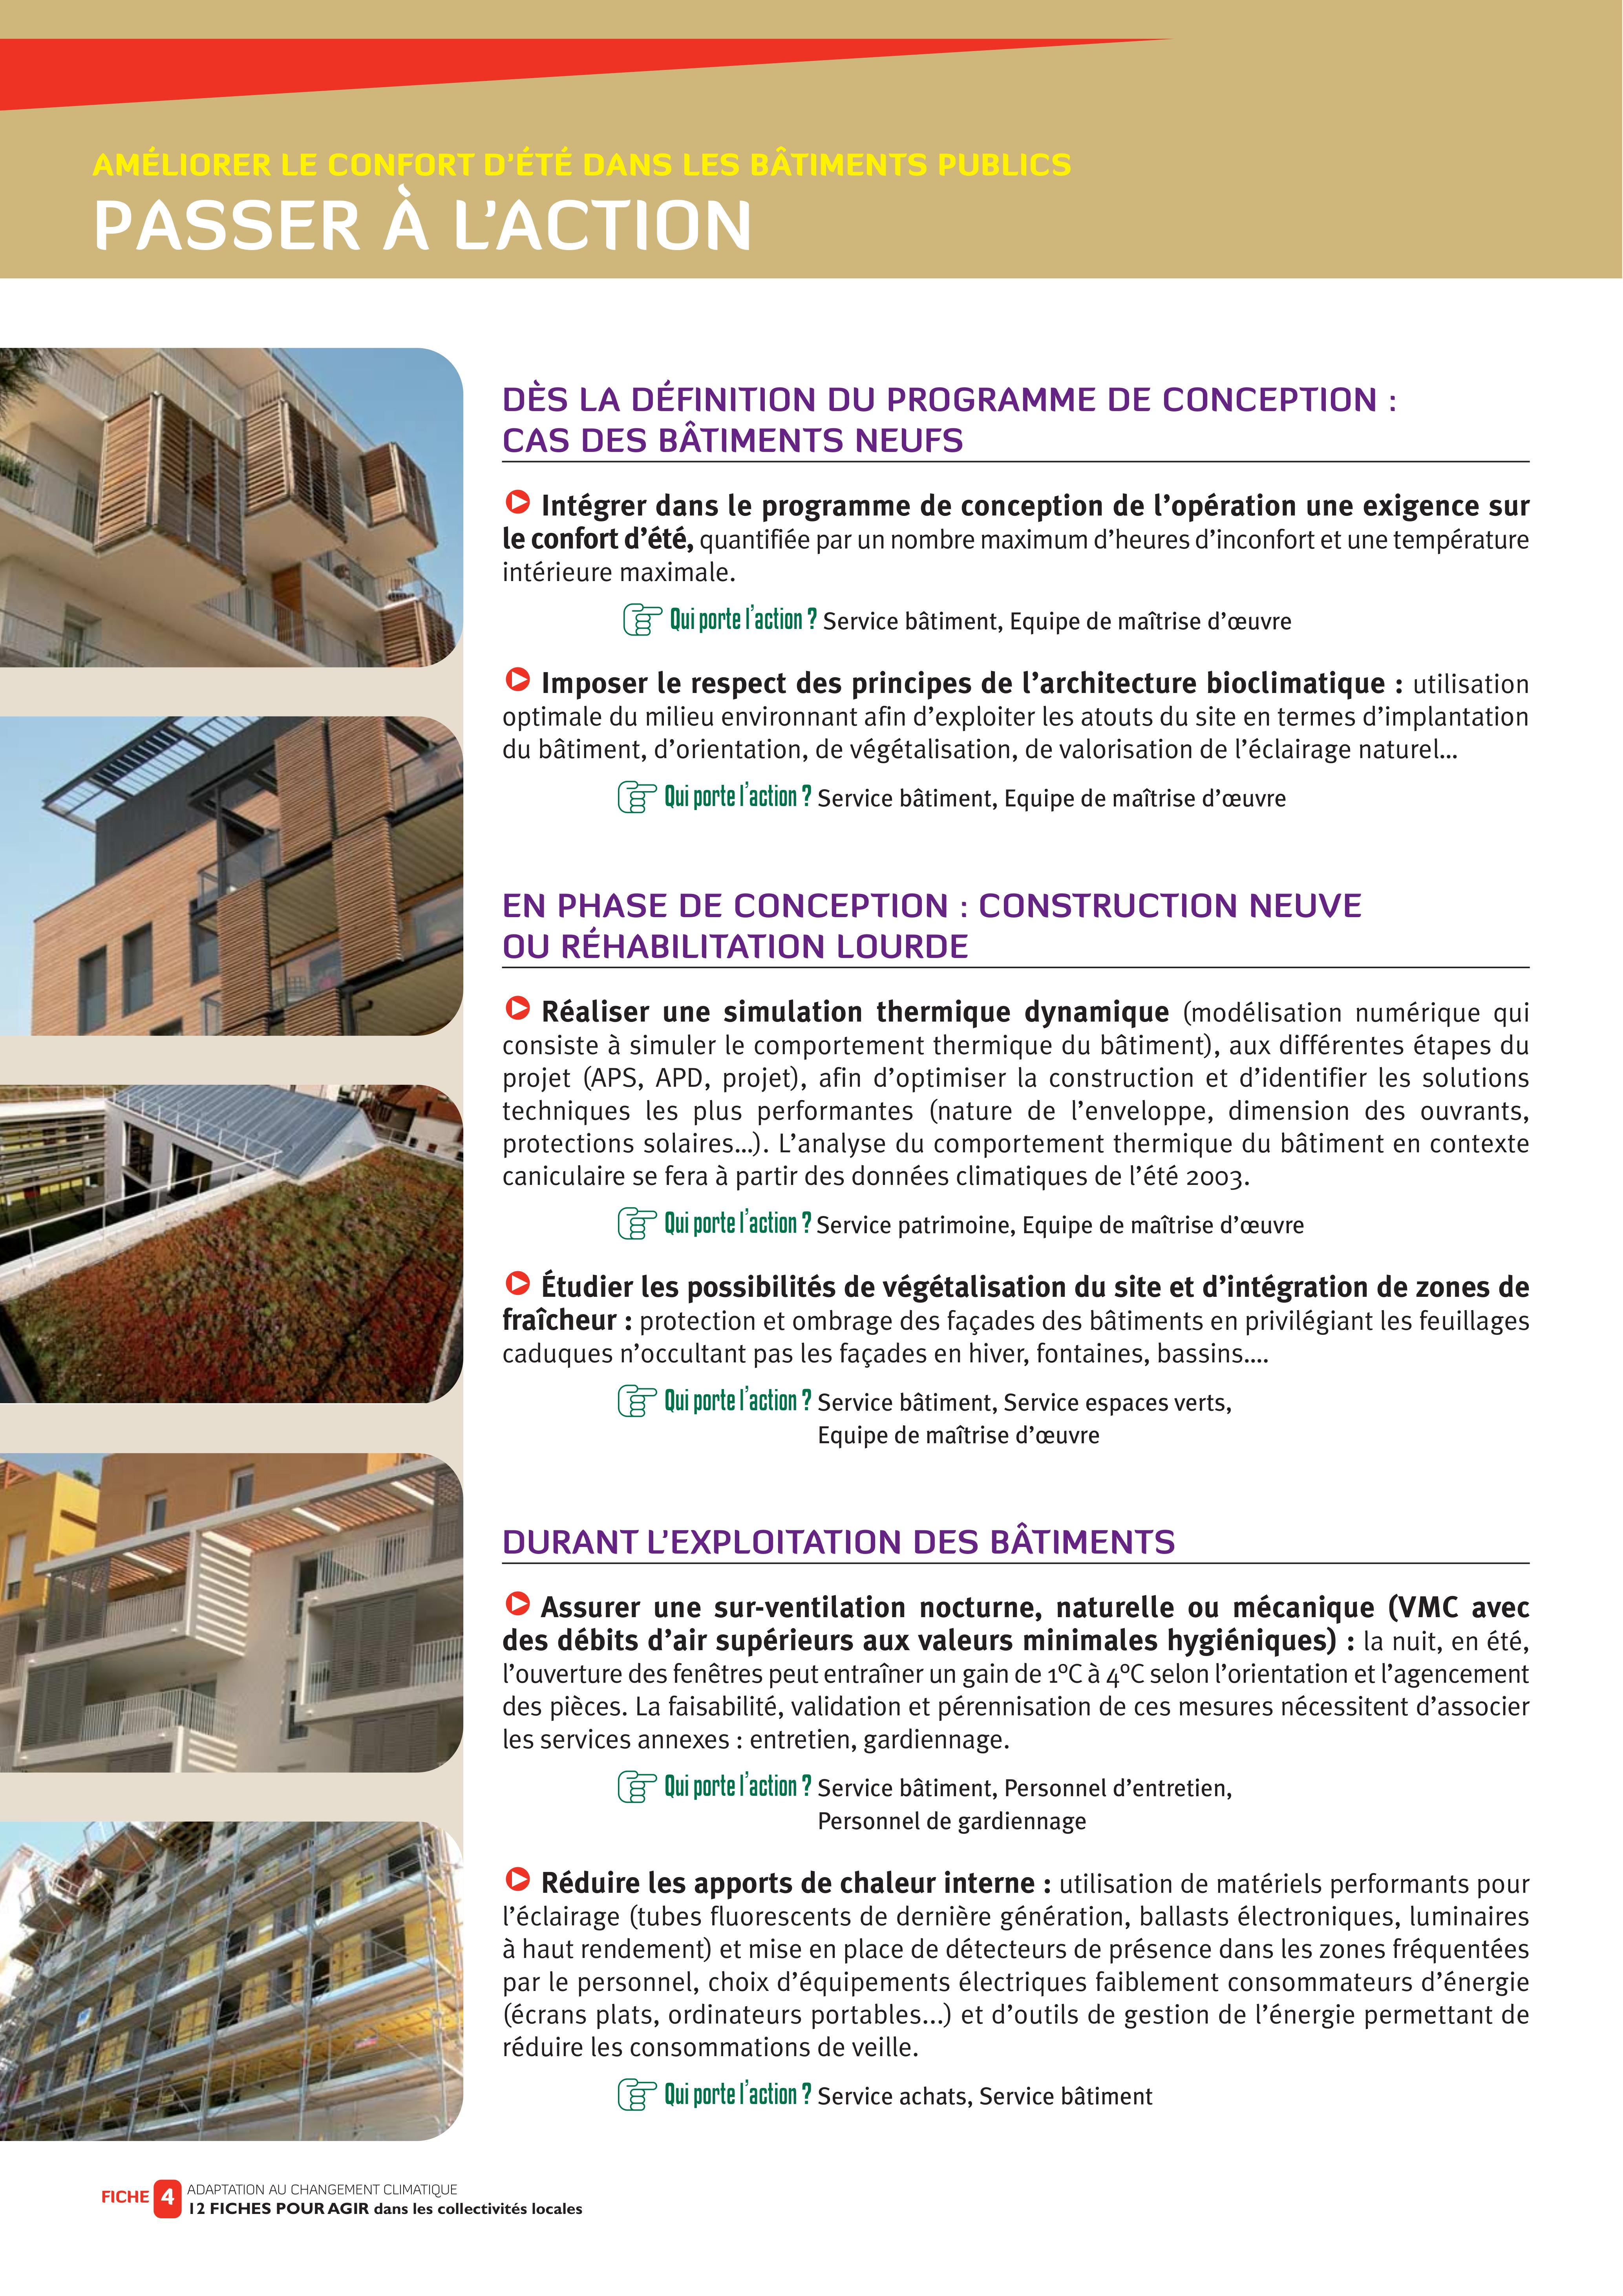 AMÉLIORER LE CONFORT D'ÉTÉ DANS LES BÂTIMENTS PUBLICS
PASSER À L'ACTION
DÈS LA DÉFINITION DU PROGRAMME DE CONCEPTION :
CAS DES BÂTIMENTS NEUFS
Intégrer dans le programme de conception de l'opération une exigence sur
le confort d'été, quantifiée par un nombre maximum d'heures d'inconfort et une température
intérieure maximale.
Qui porte l'action ? Service bâtiment, Equipe de maîtrise d'œuvre
Imposer le respect des principes de l'architecture bioclimatique : utilisation
optimale du milieu environnant afin d'exploiter les atouts du site en termes d'implantation
du bâtiment, d'orientation, de végétalisation, de valorisation de l'éclairage naturel...
Qui porte l'action ? Service bâtiment, Equipe de maîtrise d'œuvre
EN PHASE DE CONCEPTION : CONSTRUCTION NEUVE
OU RÉHABILITATION LOURDE
Réaliser une simulation thermique dynamique (modélisation numérique qui
consiste à simuler le comportement thermique du bâtiment), aux différentes étapes du
projet (APS, APD, projet), afin d'optimiser la construction et d'identifier les solutions
techniques les plus performantes (nature de l'enveloppe, dimension des ouvrants,
protections solaires...). L'analyse du comportement thermique du bâtiment en contexte
caniculaire se fera à partir des données climatiques de l'été 2003.
Qui porte l'action ? Service patrimoine, Equipe de maîtrise d'œuvre
Étudier les possibilités de végétalisation du site et d'intégration de zones de
fraîcheur : protection et ombrage des façades des bâtiments en privilégiant les feuillages
caduques n'occultant pas les façades en hiver, fontaines, bassins....
Qui porte l'action ? Service bâtiment, Service espaces verts,
Equipe de maîtrise d'œuvre
DURANT L'EXPLOITATION DES BÂTIMENTS
Assurer une sur-ventilation nocturne, naturelle ou mécanique (VMC avec
des débits d'air supérieurs aux valeurs minimales hygiéniques) : la nuit, en été,
l'ouverture des fenêtres peut entraîner un gain de 1°C à 4°C selon l'orientation et l'agencement
des pièces. La faisabilité, validation et pérennisation de ces mesures nécessitent d'associer
les services annexes : entretien, gardiennage.
Qui porte l'action ? Service bâtiment, Personnel d'entretien,
Personnel de gardiennage
Réduire les apports de chaleur interne : utilisation de matériels performants pour
l'éclairage (tubes fluorescents de dernière génération, ballasts électroniques, luminaires
à haut rendement) et mise en place de détecteurs de présence dans les zones fréquentées
par le personnel, choix d'équipements électriques faiblement consommateurs d'énergie
(écrans plats, ordinateurs portables...) et d'outils de gestion de l'énergie permettant de
réduire les consommations de veille.
Qui porte l'action ? Service achats, Service bâtiment
FICHE 4 ADAPTATION AU CHANGEMENT CLIMATIQUE
12 FICHES POUR AGIR dans les collectivités locales